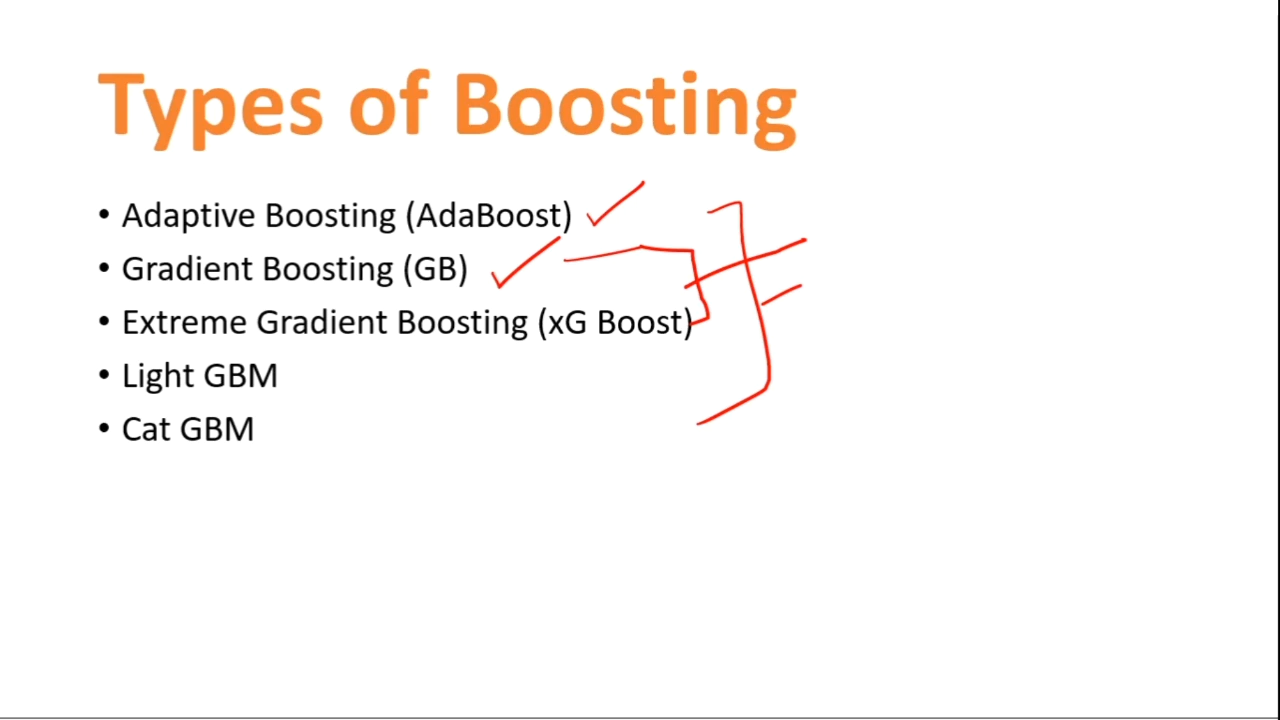 Types of Boosting
• Adaptive Boosting (AdaBoost)
• Gradient Boosting (GB)
• Extreme Gradient Boosting (xG Boost)
• Light GBM
• Cat GBM